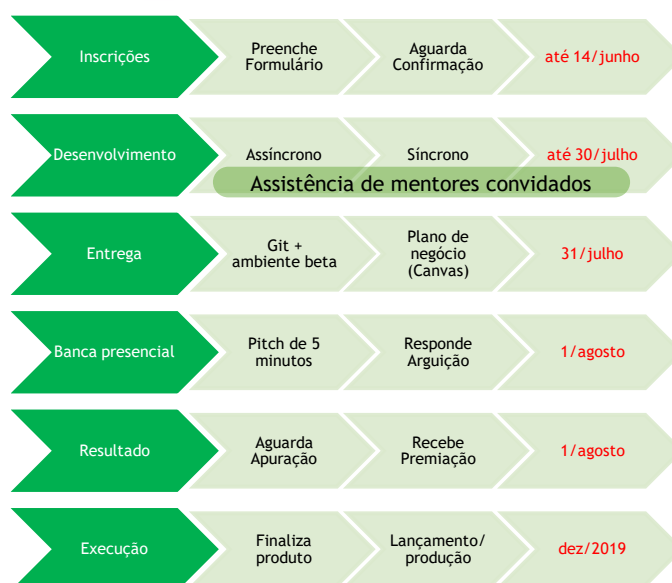 Inscrições
Preenche
Formulário
Aguarda
Confirmação
até 14/junho
Desenvolvimento
Assíncrono
Síncrono
até 30/julho
Assistência de mentores convidados
Entrega
Git +
ambiente beta
Plano de
negócio
(Canvas)
31/julho
Banca presencial
Pitch de 5
minutos
Responde
Arguição
1/agosto
Resultado
Aguarda
Apuração
Recebe
Premiação
1/agosto
Execução
Finaliza
produto
Lançamento/
produção
dez/2019